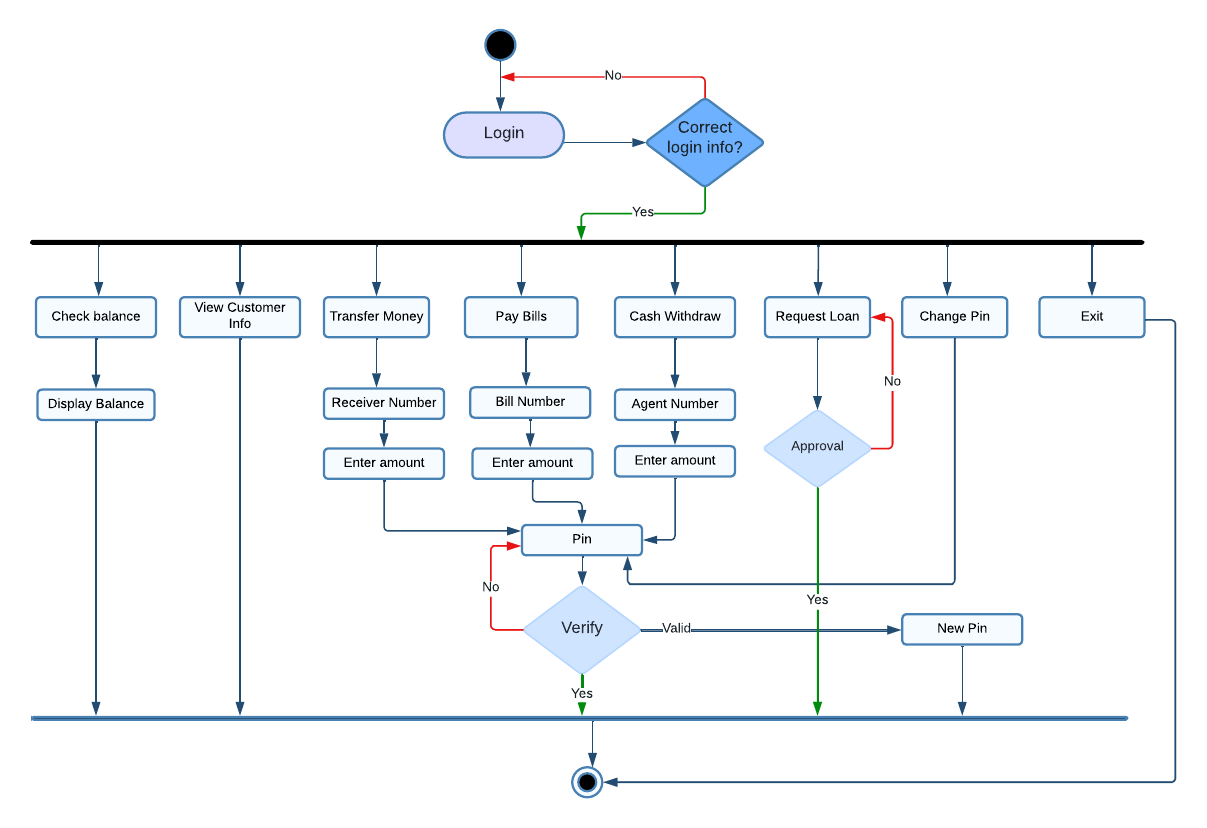 No
Login
Correct
login info?
Yes
Check balance
View Customer
Info
Transfer Money
Pay Bills
Cash Withdraw
Request Loan
Change Pin
Exit
No
Display Balance
Receiver Number
Bill Number
Agent Number
Approval
Enter amount
Enter amount
Enter amount
Pin
No
Yes
Verify
Valid
New Pin
Yes